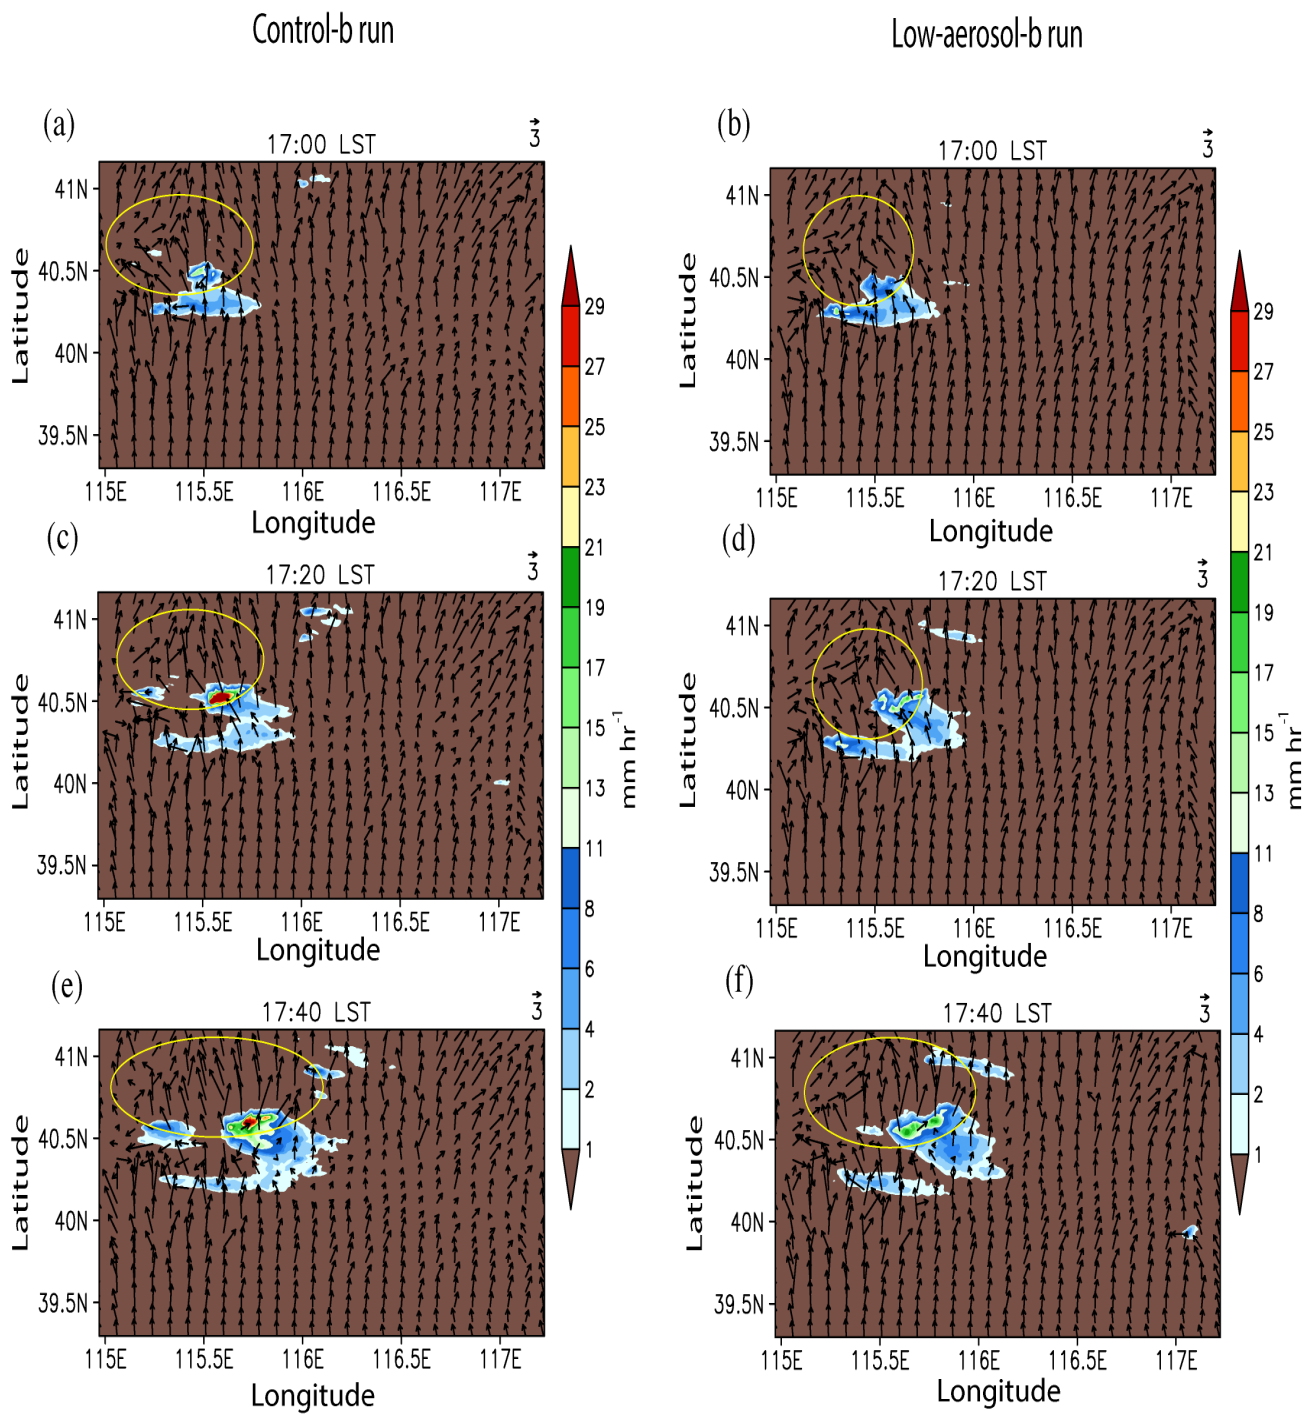 Control-b run
Low-aerosol-b run
(a)
17:00 LST
3
41N
40.5N
40N
39.5N
Latitude
115E 115.5E 116E 116.5E 117E
Longitude
(b)
17:00 LST
3
41N
40.5N
40N
39.5N
Latitude
115E 115.5E 116E 116.5E 117E
Longitude
(c)
17:20 LST
3
41N
40.5N
40N
39.5N
Latitude
115E 115.5E 116E 116.5E 117E
Longitude
(d)
17:20 LST
3
41N
40.5N
40N
39.5N
Latitude
115E 115.5E 116E 116.5E 117E
Longitude
(e)
17:40 LST
3
41N
40.5N
40N
39.5N
Latitude
115E 115.5E 116E 116.5E 117E
Longitude
(f)
17:40 LST
3
41N
40.5N
40N
39.5N
Latitude
115E 115.5E 116E 116.5E 117E
Longitude
29
27
25
23
21
19
17
15
13
11
8
6
4
2
1
mm hr⁻¹
29
27
25
23
21
19
17
15
13
11
8
6
4
2
1
mm hr⁻¹